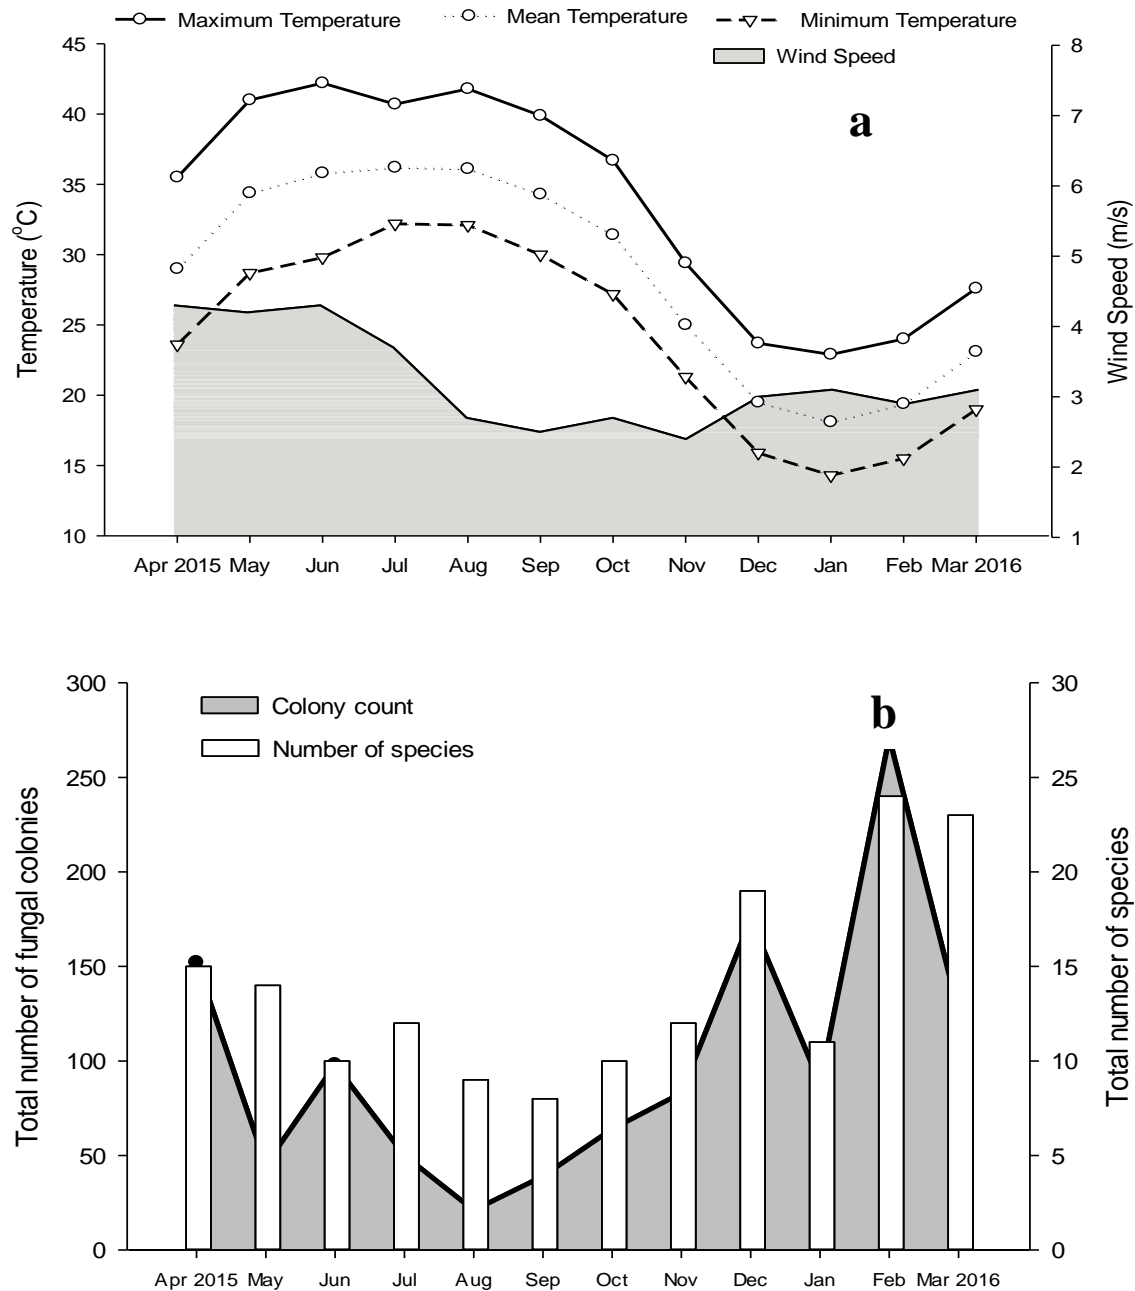 Maximum Temperature
Mean Temperature
Minimum Temperature
Wind Speed
a
45
40
35
30
25
20
15
10
Temperature (°C)
8
7
6
5
4
3
2
1
Wind Speed (m/s)
Apr 2015 May Jun Jul Aug Sep Oct Nov Dec Jan Feb Mar 2016
Colony count
Number of species
b
300
250
200
150
100
50
0
Total number of fungal colonies
30
25
20
15
10
5
0
Total number of species
Apr 2015 May Jun Jul Aug Sep Oct Nov Dec Jan Feb Mar 2016